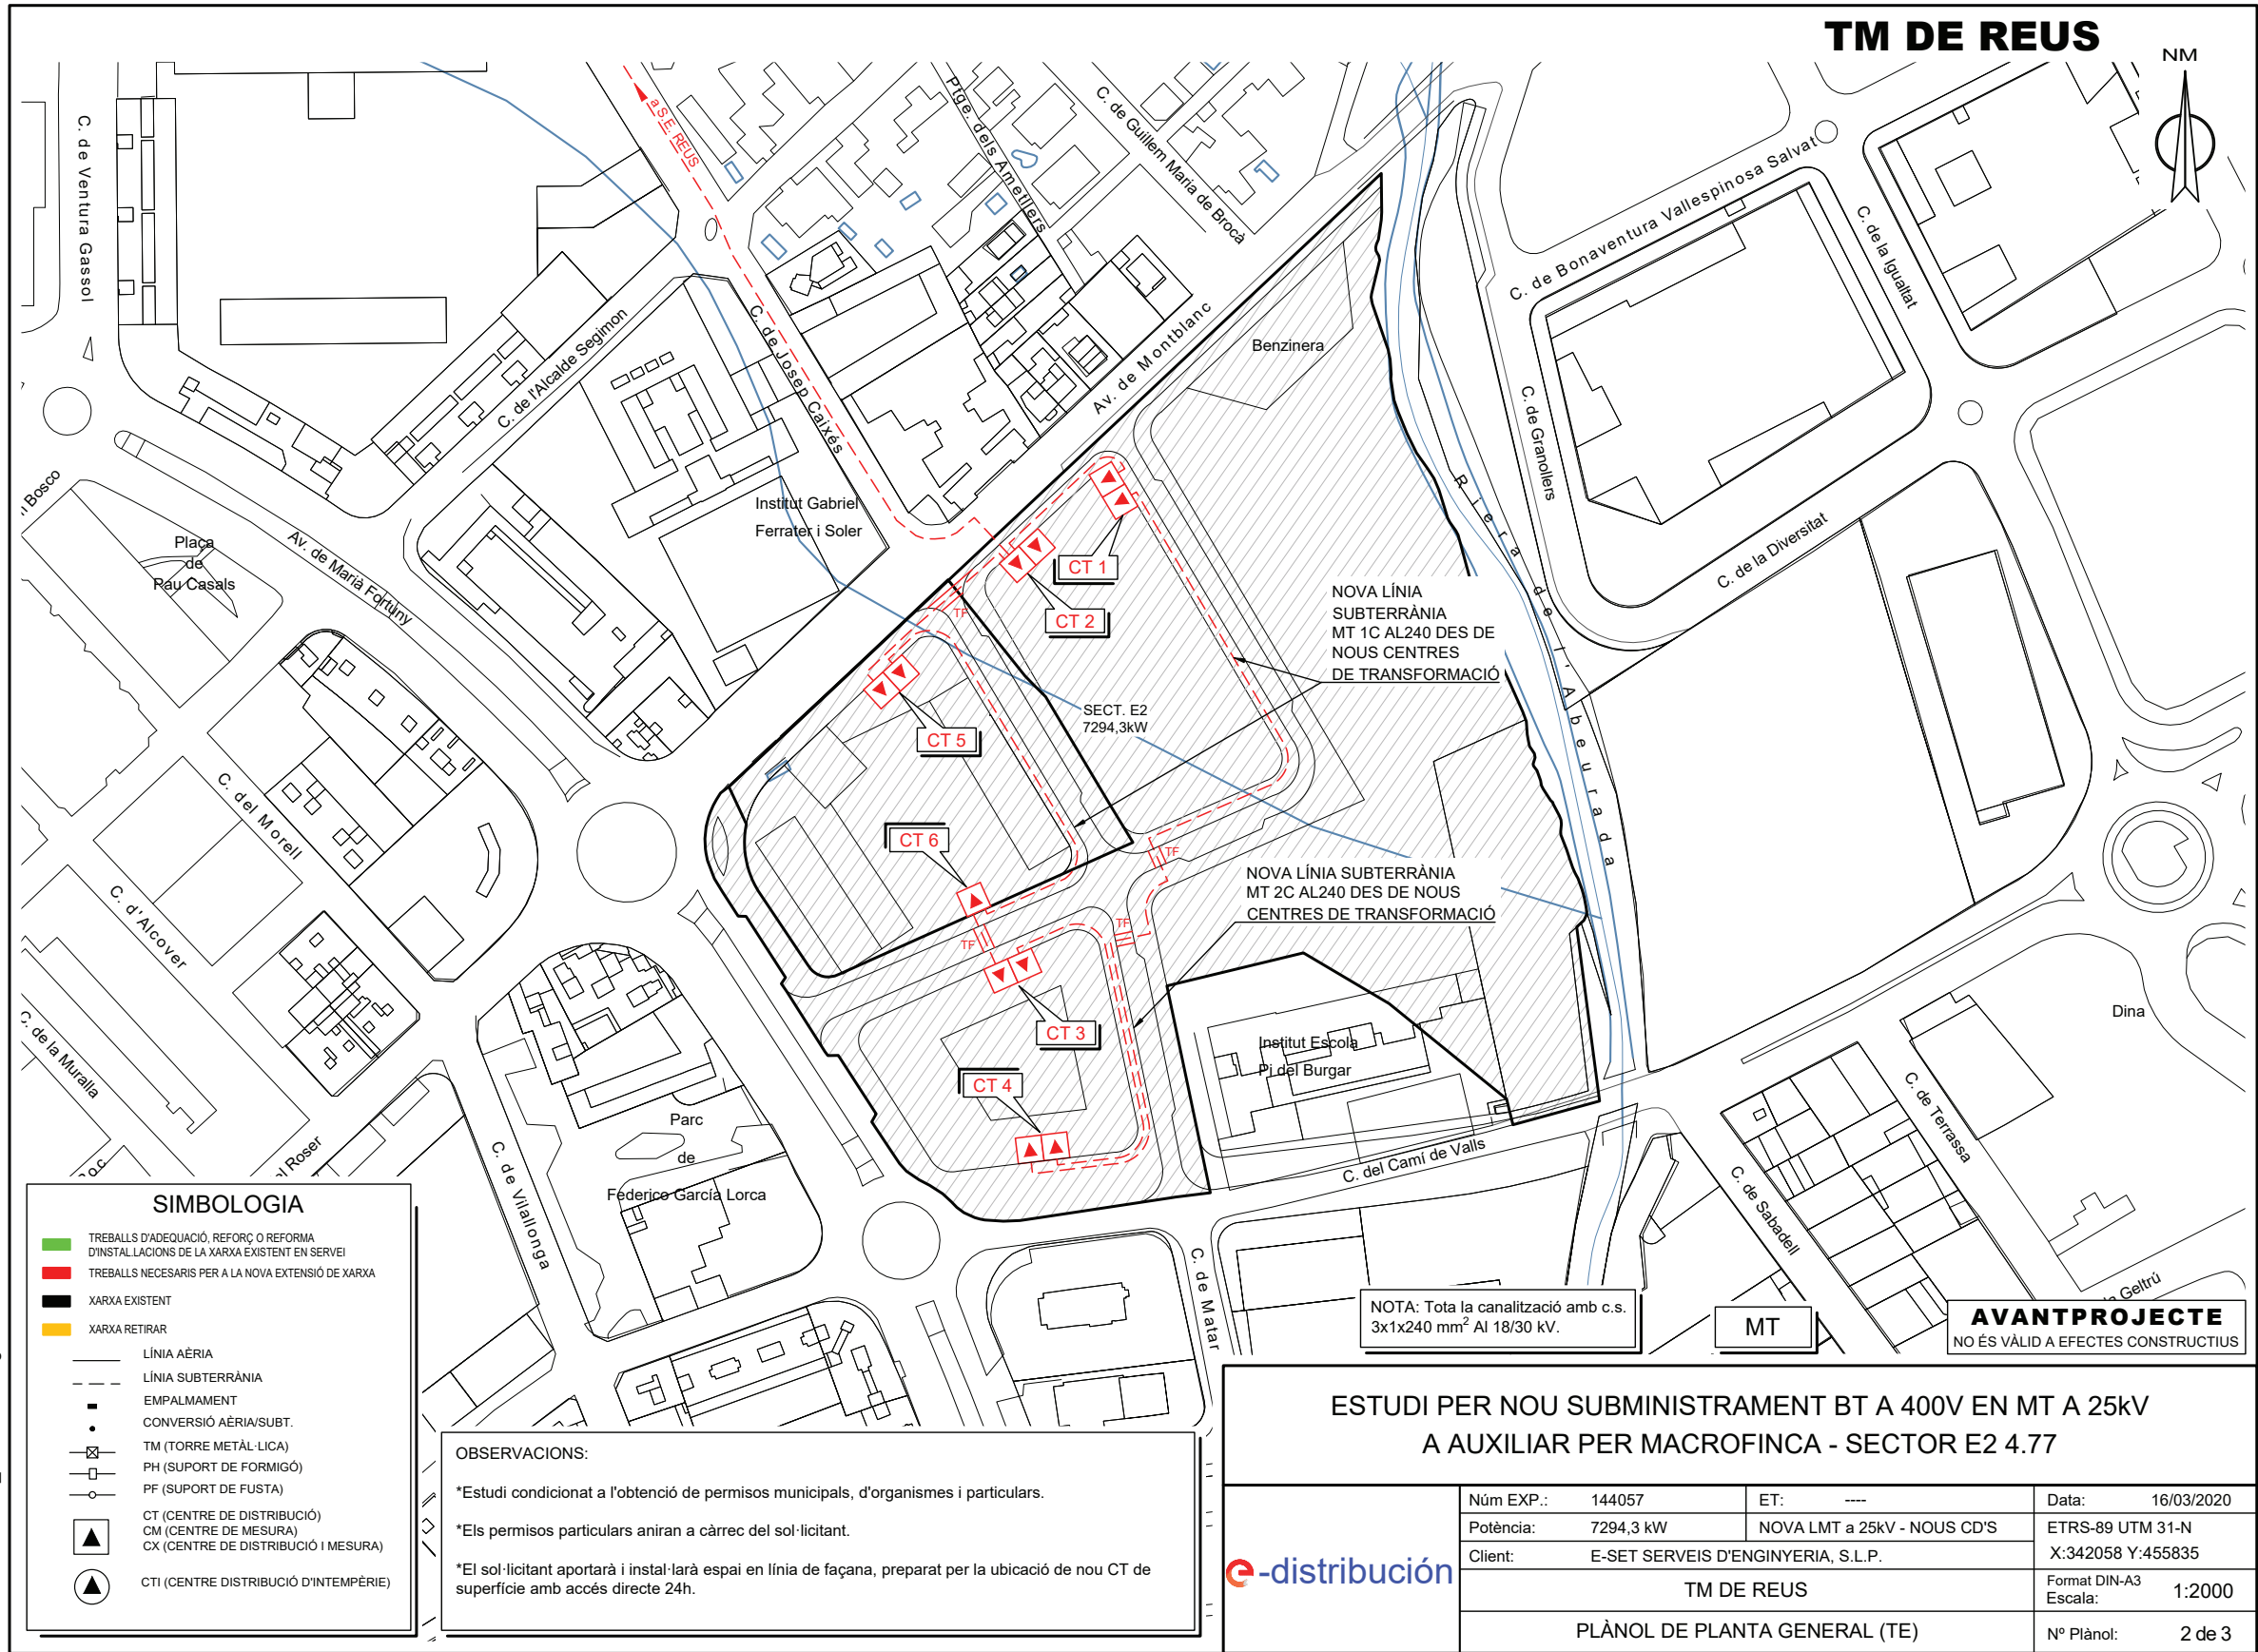 TM DE REUS
NM
C. de Ventura Gassol
a S.E. REUS
Ptge. dels Ametllers
C. de Guillem Maria de Brocà
C. de Bonaventura Vallespinosa Salvat
C. de la Igualtat
C. de l'Alcalde Segimon
C. de Josep Caixés
Av. de Montblanc
Benzinera
C. de Granollers
Bosco
Institut Gabriel
Ferrater i Soler
Plaça
de
Pau Casals
Av. de Marià Fortuny
CT 1
CT 2
TF
C. de la Diversitat
Riera de l'Abeurada
NOVA LÍNIA
SUBTERRÀNIA
MT 1C AL240 DES DE
NOUS CENTRES
DE TRANSFORMACIÓ
SECT. E2
7294,3kW
CT 5
C. del Morell
CT 6
TF
NOVA LÍNIA SUBTERRÀNIA
MT 2C AL240 DES DE NOUS
CENTRES DE TRANSFORMACIÓ
C. d'Alcover
TF
TF
CT 3
Dina
C. de la Muralla
Institut Escola
Pi del Burgar
CT 4
Parc
de
Federico García Lorca
C. de Terrassa
Roser
C. de Vilallonga
C. del Camí de Valls
C. de Sabadell
C. de Matar
Geltrú
SIMBOLOGIA
TREBALLS D'ADEQUACIÓ, REFORÇ O REFORMA
D'INSTAL.LACIONS DE LA XARXA EXISTENT EN SERVEI
TREBALLS NECESARIS PER A LA NOVA EXTENSIÓ DE XARXA
XARXA EXISTENT
XARXA RETIRAR
LÍNIA AÈRIA
LÍNIA SUBTERRÀNIA
EMPALMAMENT
CONVERSIÓ AÈRIA/SUBT.
TM (TORRE METÀL·LICA)
PH (SUPORT DE FORMIGÓ)
PF (SUPORT DE FUSTA)
CT (CENTRE DE DISTRIBUCIÓ)
CM (CENTRE DE MESURA)
CX (CENTRE DE DISTRIBUCIÓ I MESURA)
CTI (CENTRE DISTRIBUCIÓ D'INTEMPÈRIE)
OBSERVACIONS:
*Estudi condicionat a l'obtenció de permisos municipals, d'organismes i particulars.
*Els permisos particulars aniran a càrrec del sol·licitant.
*El sol·licitant aportarà i instal·larà espai en línia de façana, preparat per la ubicació de nou CT de
superfície amb accés directe 24h.
NOTA: Tota la canalització amb c.s.
3x1x240 mm² Al 18/30 kV.
MT
AVANTPROJECTE
NO ÉS VÀLID A EFECTES CONSTRUCTIUS
ESTUDI PER NOU SUBMINISTRAMENT BT A 400V EN MT A 25kV
A AUXILIAR PER MACROFINCA - SECTOR E2 4.77
e-distribución
Núm EXP.: 144057 ET: ---- Data: 16/03/2020
Potència: 7294,3 kW NOVA LMT a 25kV - NOUS CD'S ETRS-89 UTM 31-N
Client: E-SET SERVEIS D'ENGINYERIA, S.L.P. X:342058 Y:455835
TM DE REUS Format DIN-A3
Escala: 1:2000
PLÀNOL DE PLANTA GENERAL (TE) Nº Plànol: 2 de 3